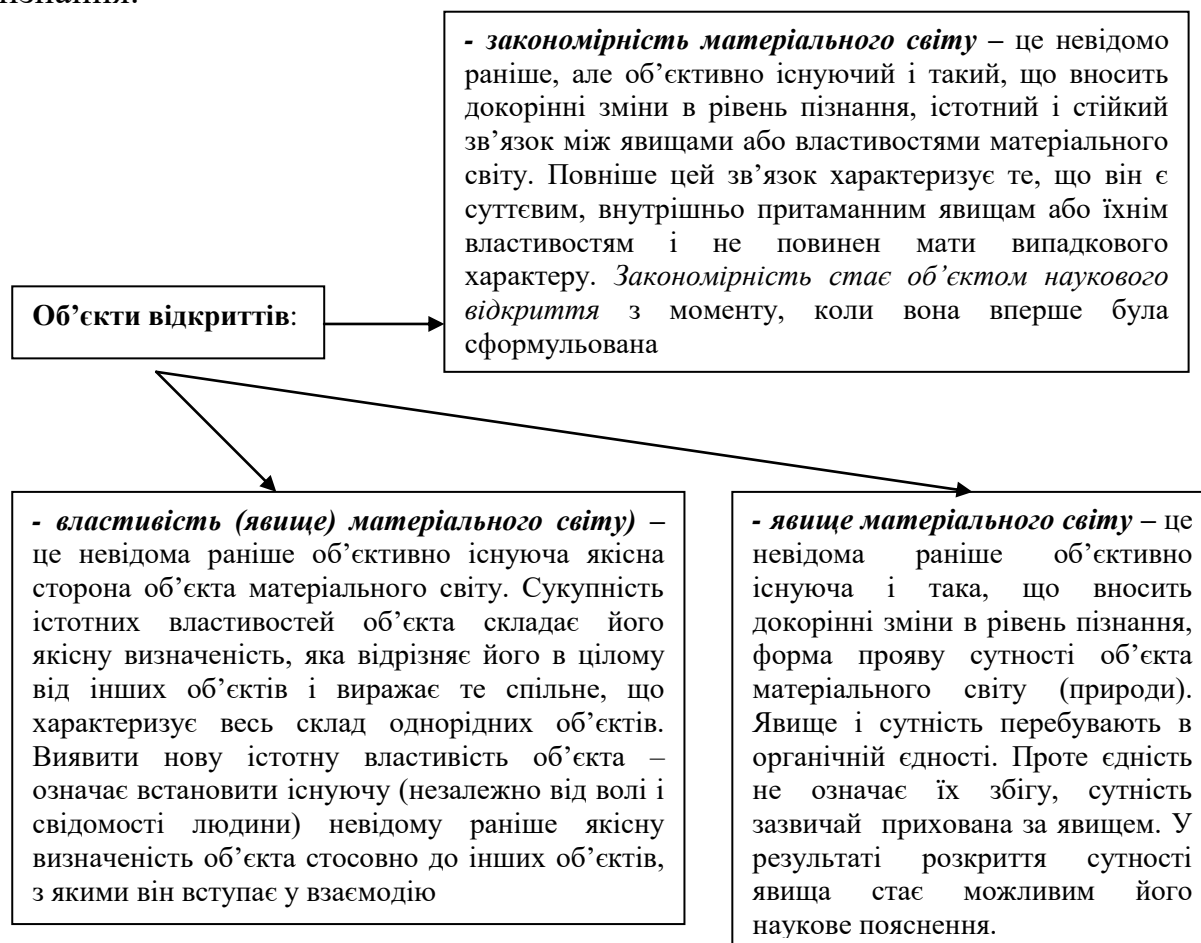 изнання.
- закономірність матеріального світу – це невідомо
раніше, але об’єктивно існуючий і такий, що вносить
докорінні зміни в рівень пізнання, істотний і стійкий
зв’язок між явищами або властивостями матеріального
світу. Повніше цей зв’язок характеризує те, що він є
суттєвим, внутрішньо притаманним явищам або їхнім
властивостям і не повинен мати випадкового
характеру. Закономірність стає об’єктом наукового
відкриття з моменту, коли вона вперше була
сформульована
Об’єкти відкриттів:
- властивість (явище) матеріального світу) –
це невідома раніше об’єктивно існуюча якісна
сторона об’єкта матеріального світу. Сукупність
істотних властивостей об’єкта складає його
якісну визначеність, яка відрізняє його в цілому
від інших об’єктів і виражає те спільне, що
характеризує весь склад однорідних об’єктів.
Виявити нову істотну властивість об’єкта –
означає встановити існуючу (незалежно від волі і
свідомості людини) невідому раніше якісну
визначеність об’єкта стосовно до інших об’єктів,
з якими він вступає у взаємодію
- явище матеріального світу – це
невідома раніше об’єктивно
існуюча і така, що вносить
докорінні зміни в рівень пізнання,
форма прояву сутності об’єкта
матеріального світу (природи).
Явище і сутність перебувають в
органічній єдності. Проте єдність
не означає їх збігу, сутність
зазвичай прихована за явищем. У
результаті розкриття сутності
явища стає можливим його
наукове пояснення.